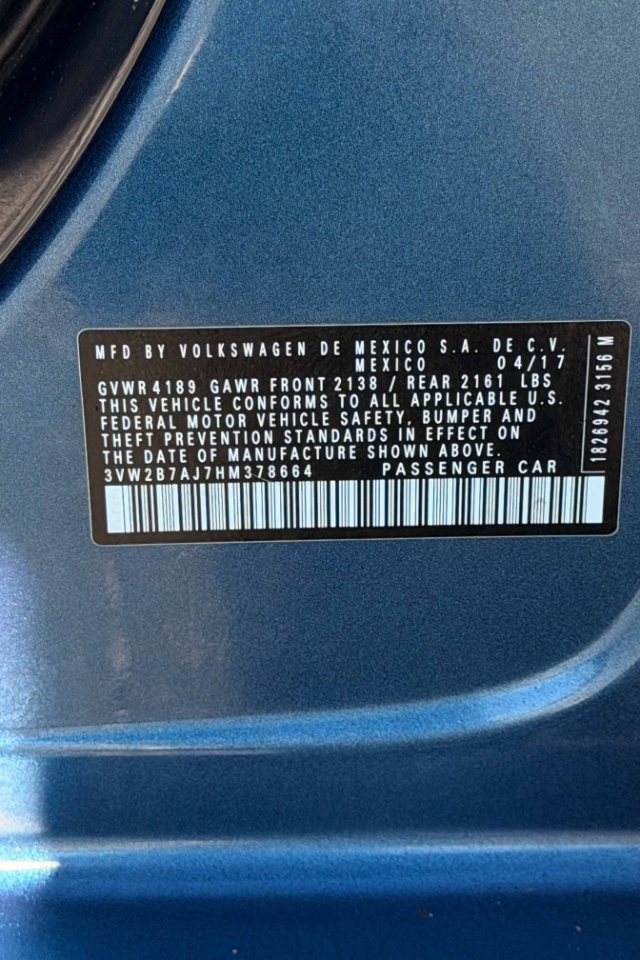 MFD BY VOLKSWAGEN DE MEXICO S.A. DE C.V.
MEXICO 04/17
GVWR 4189 GAWR FRONT 2138 / REAR 2161 LBS
THIS VEHICLE CONFORMS TO ALL APPLICABLE U.S.
FEDERAL MOTOR VEHICLE SAFETY, BUMPER AND
THEFT PREVENTION STANDARDS IN EFFECT ON
THE DATE OF MANUFACTURE SHOWN ABOVE.
3VW2B7AJ7HM378664 PASSENGER CAR
1826942 3156 M